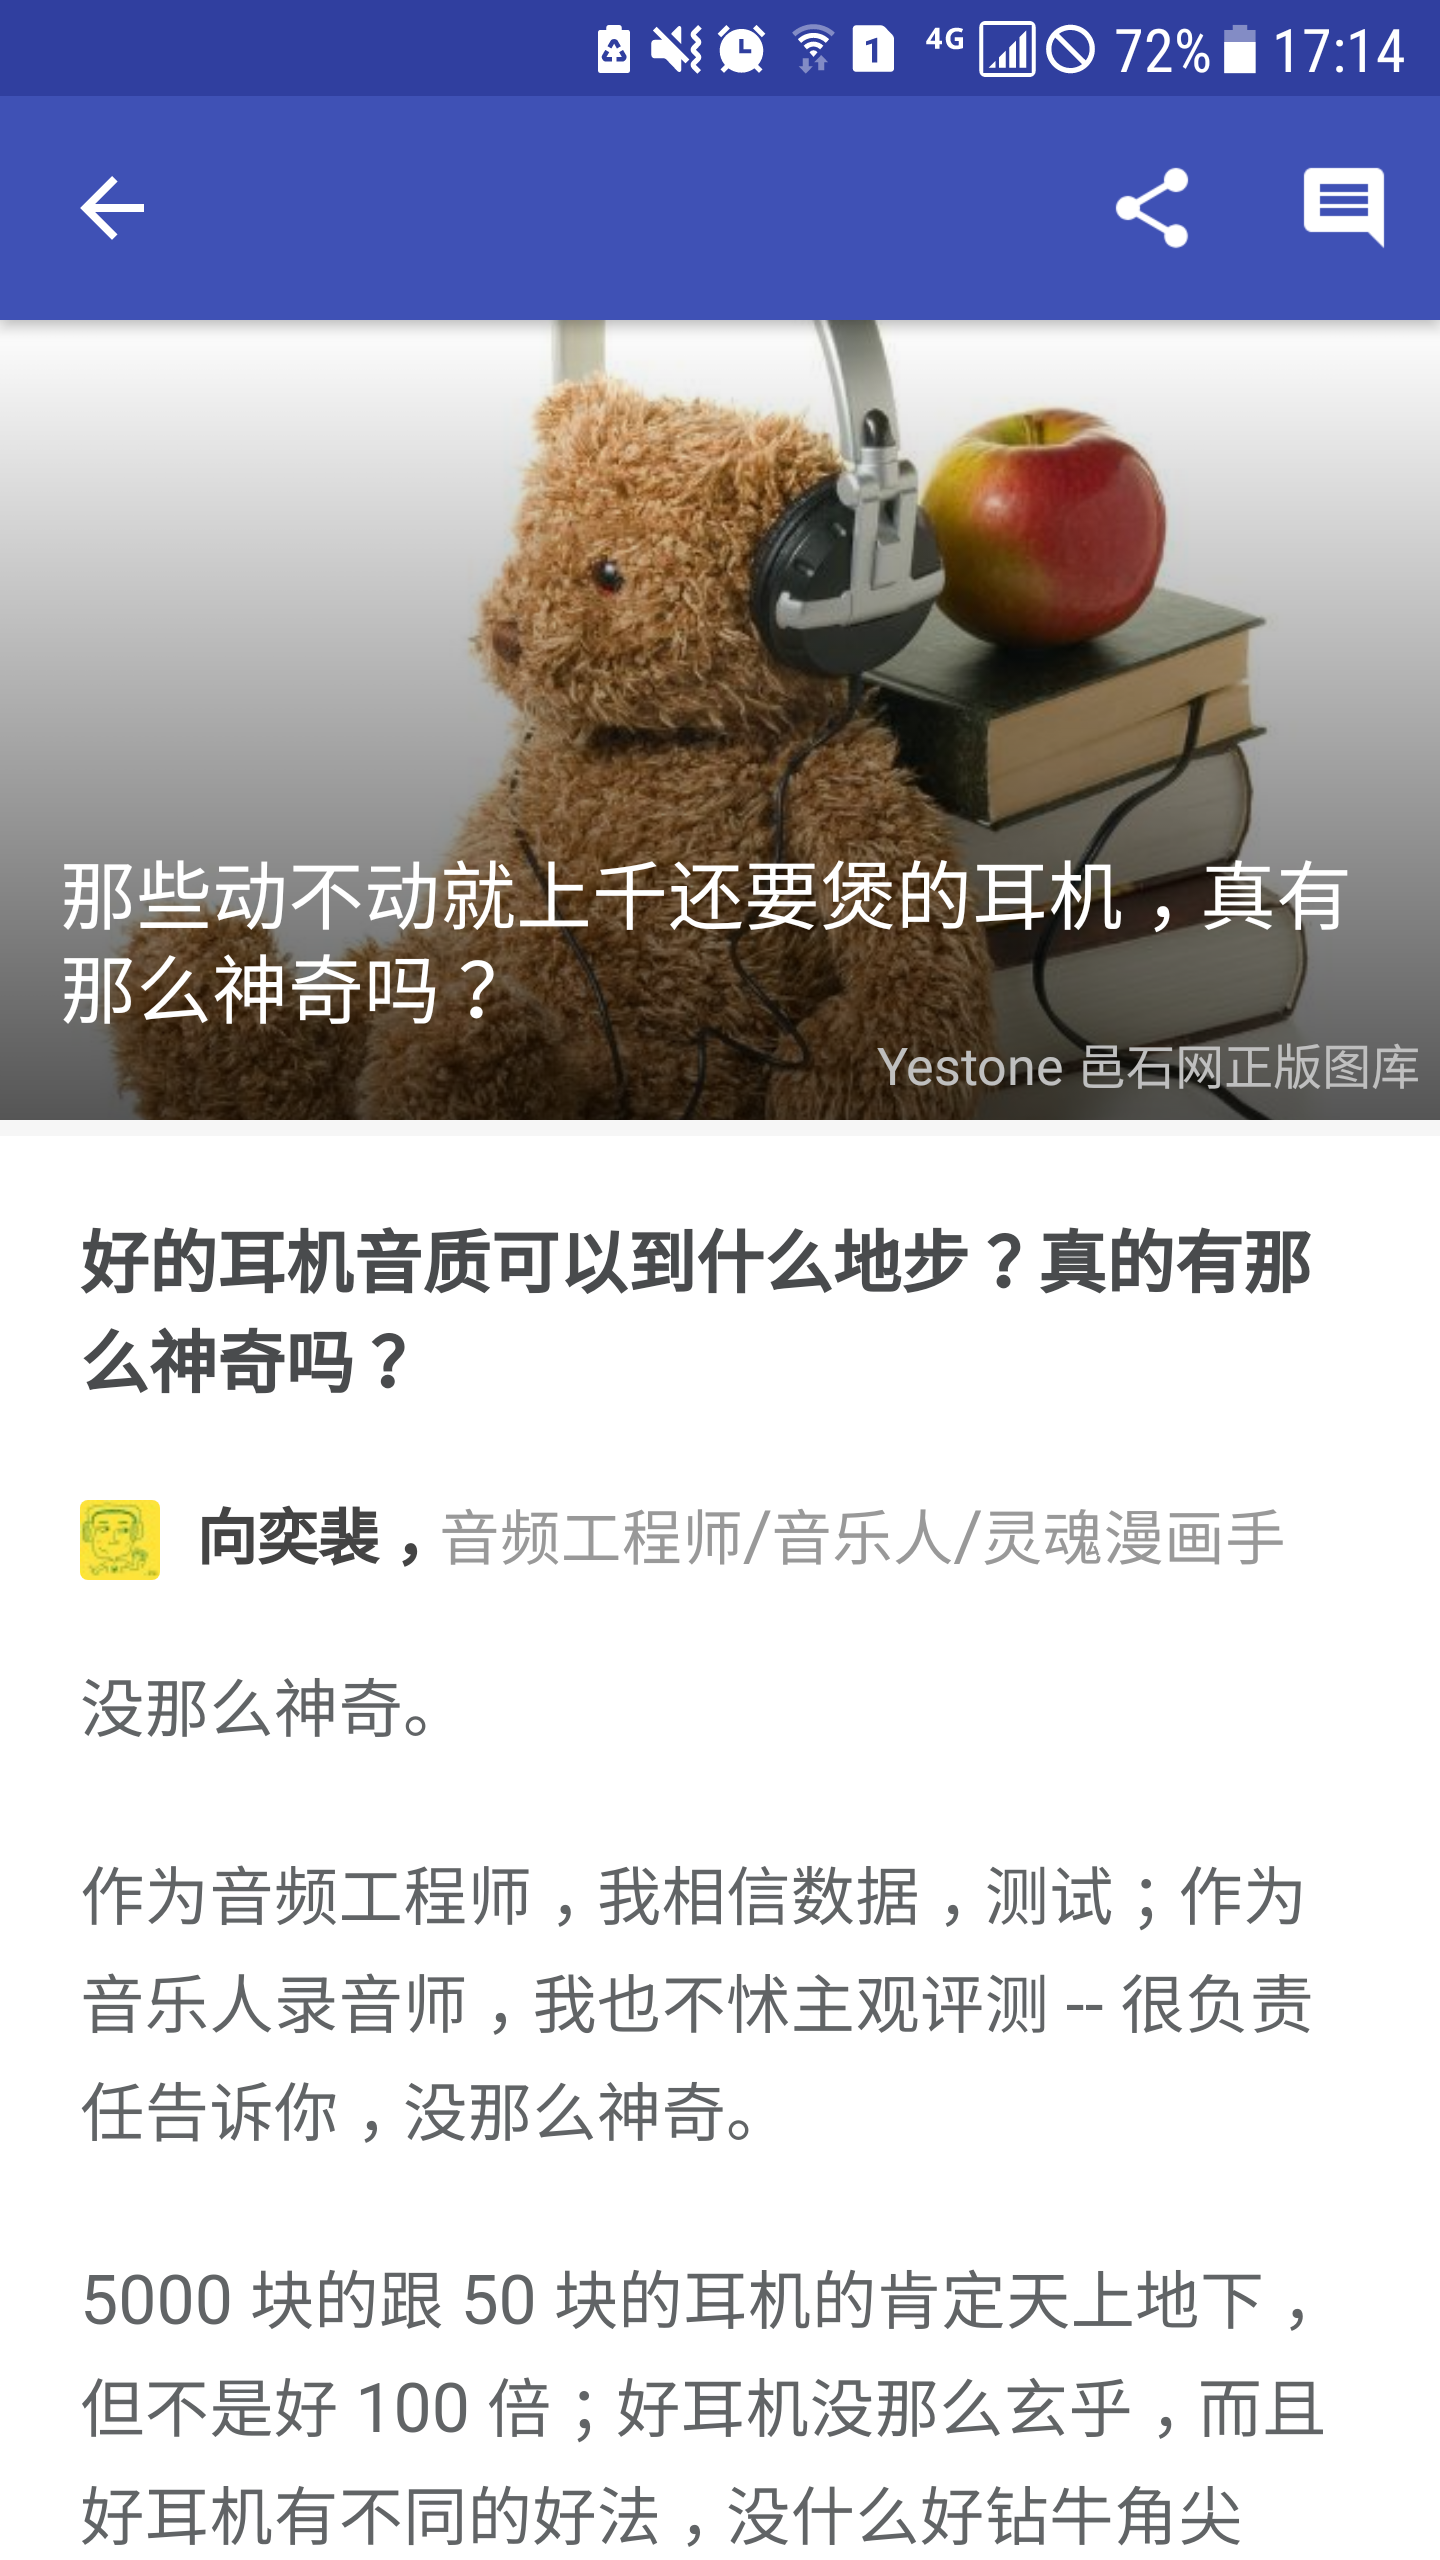 1 4G 72% 17:14
那些动不动就上千还要煲的耳机，真有
那么神奇吗？
Yestone 邑石网正版图库
好的耳机音质可以到什么地步？真的有那
么神奇吗？
向奕裴，音频工程师/音乐人/灵魂漫画手
没那么神奇。
作为音频工程师，我相信数据，测试；作为
音乐人录音师，我也不怵主观评测 -- 很负责
任告诉你，没那么神奇。
5000 块的跟 50 块的耳机的肯定天上地下，
但不是好 100 倍；好耳机没那么玄乎，而且
好耳机有不同的好法，没什么好钻牛角尖